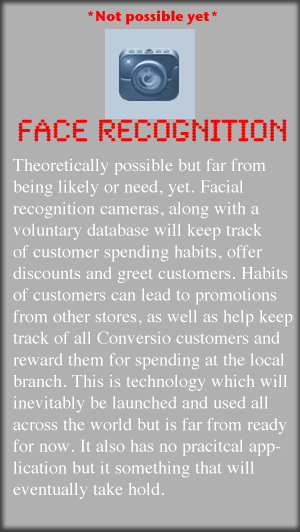 *Not possible yet*
FACE RECOGNITION
Theoretically possible but far from
being likely or need, yet. Facial
recognition cameras, along with a
voluntary database will keep track
of customer spending habits, offer
discounts and greet customers. Habits
of customers can lead to promotions
from other stores, as well as help keep
track of all Conversio customers and
reward them for spending at the local
branch. This is technology which will
inevitably be launched and used all
across the world but is far from ready
for now. It also has no pracitcal app-
lication but it something that will
eventually take hold.